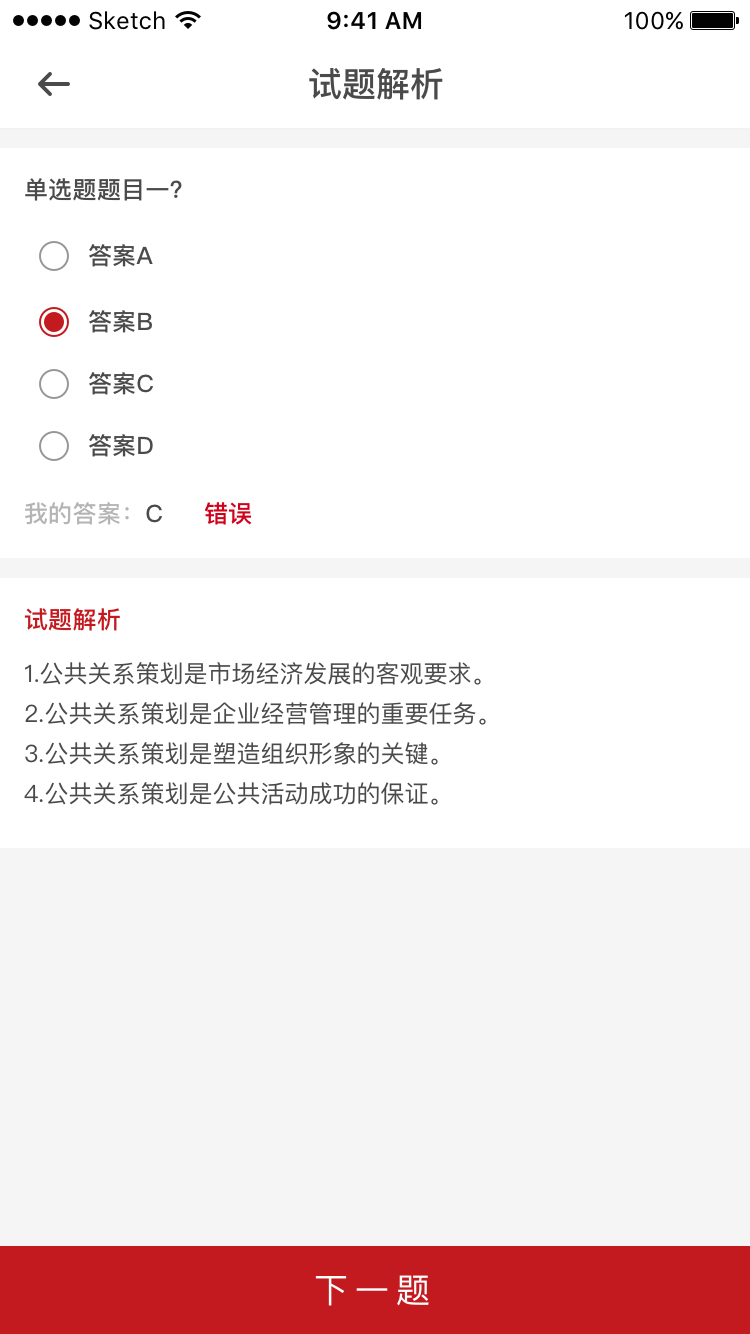 ●●●●● Sketch 9:41 AM 100%
试题解析
单选题题目一?
答案A
答案B
答案C
答案D
我的答案: C 错误
试题解析
1.公共关系策划是市场经济发展的客观要求。
2.公共关系策划是企业经营管理的重要任务。
3.公共关系策划是塑造组织形象的关键。
4.公共关系策划是公共活动成功的保证。
下一题